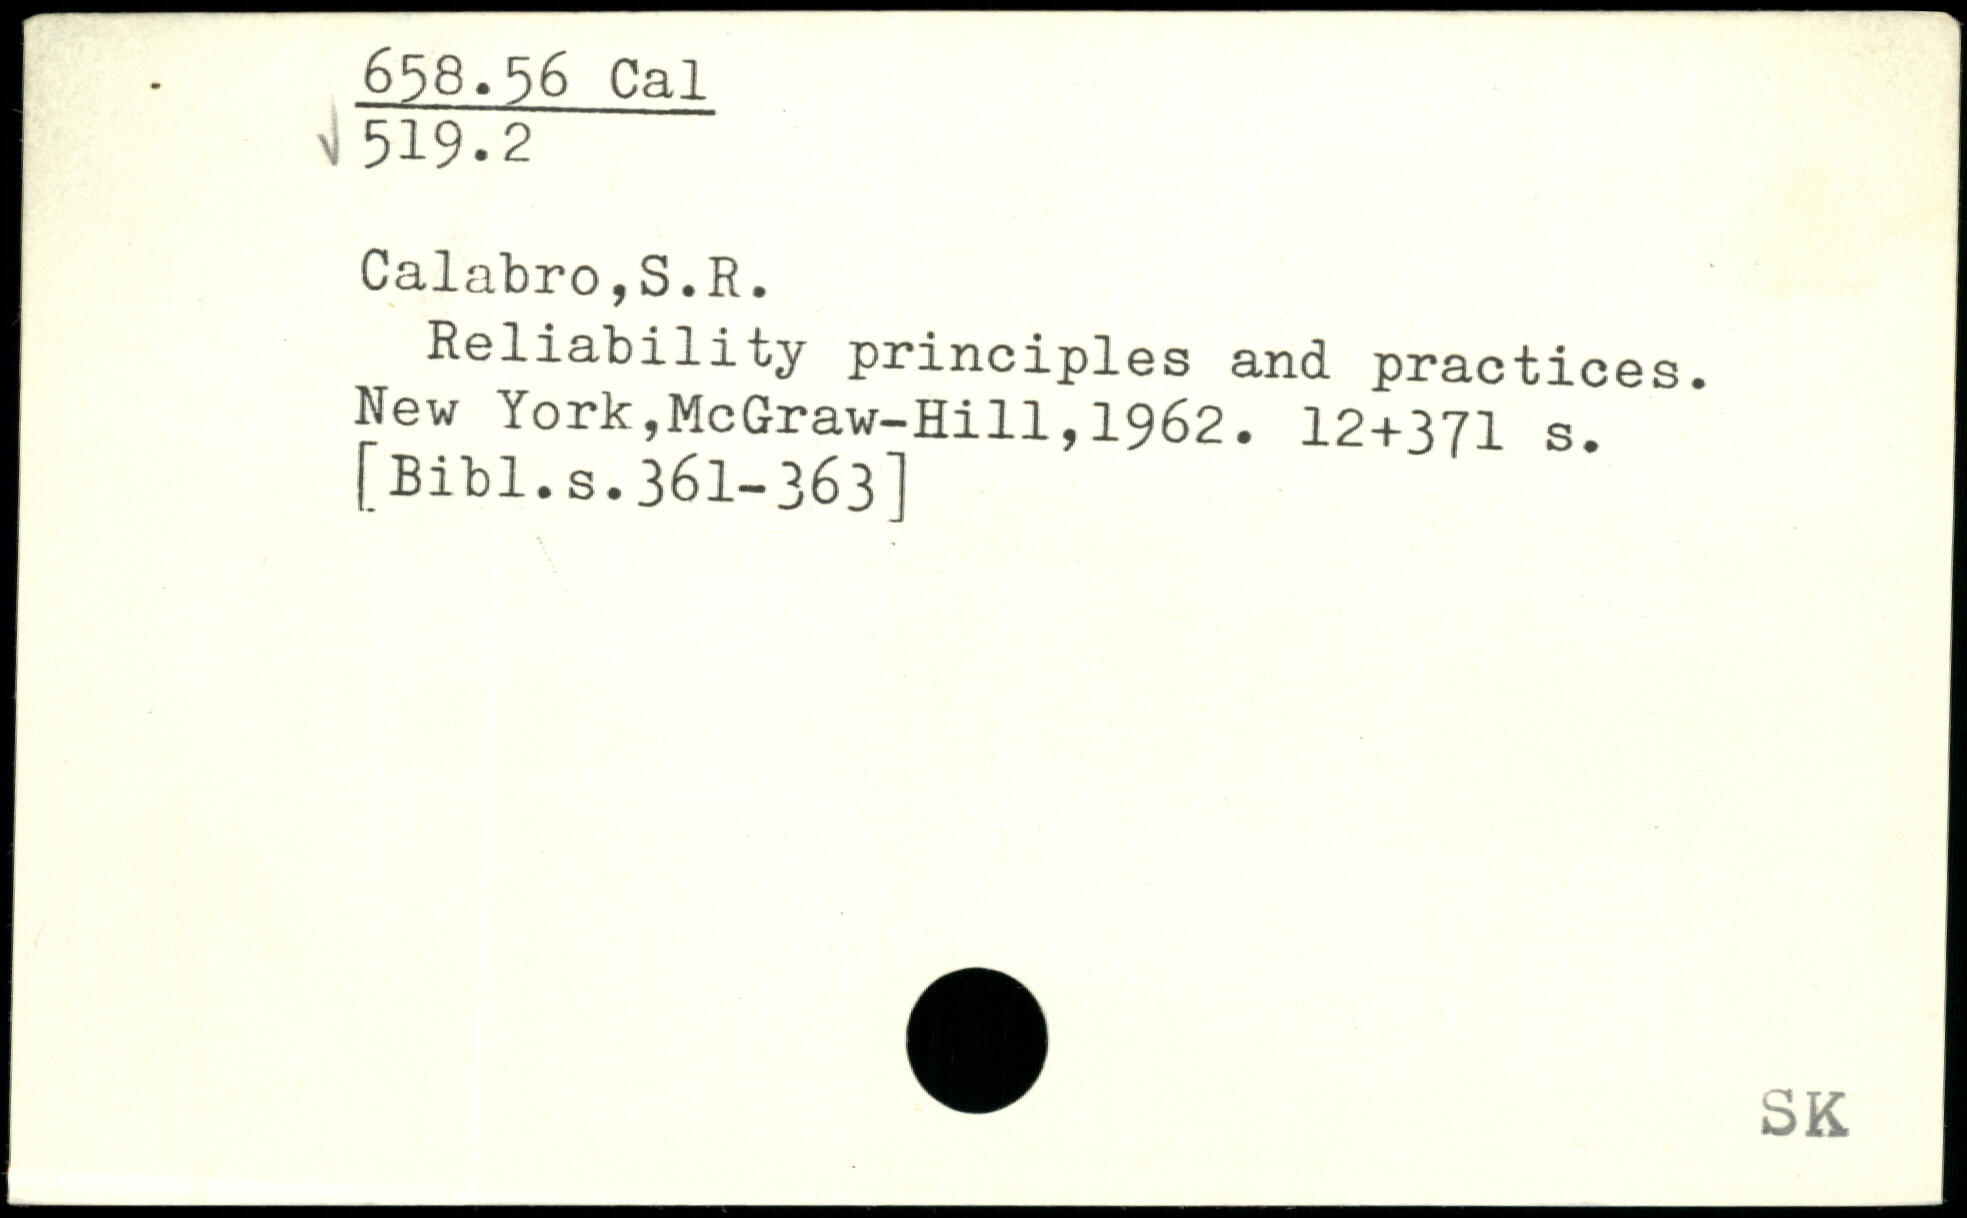 658.56 Cal
√ 519.2
Calabro,S.R.
Reliability principles and practices.
New York,McGraw-Hill,1962. 12+371 s.
[Bibl.s.361-363]
SK